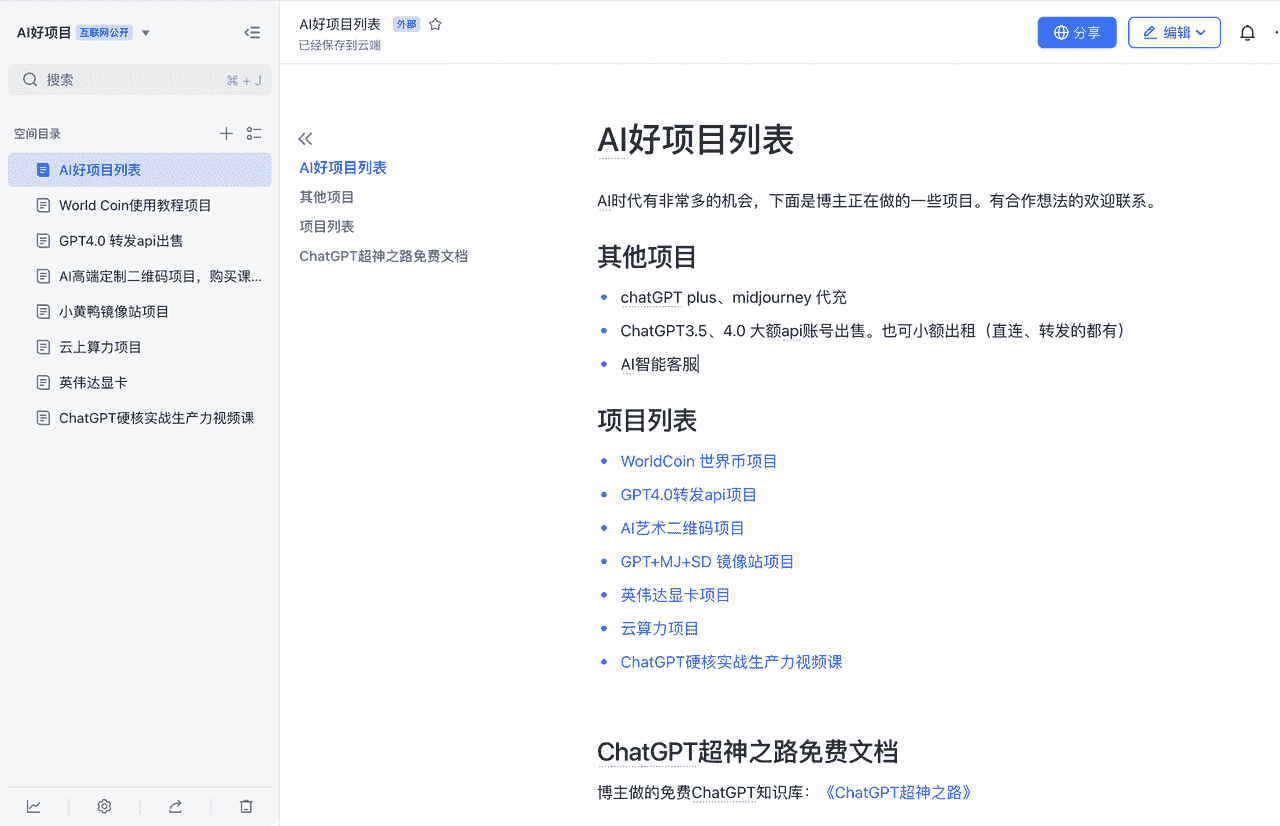 AI好项目 互联网公开
搜索 ⌘ + J
空间目录
AI好项目列表
World Coin使用教程项目
GPT4.0 转发api出售
AI高端定制二维码项目，购买课...
小黄鸭镜像站项目
云上算力项目
英伟达显卡
ChatGPT硬核实战生产力视频课
AI好项目列表 外部
已经保存到云端
分享
编辑
AI好项目列表
其他项目
项目列表
ChatGPT超神之路免费文档
AI好项目列表
AI时代有非常多的机会，下面是博主正在做的一些项目。有合作想法的欢迎联系。
其他项目
chatGPT plus、midjourney 代充
ChatGPT3.5、4.0 大额api账号出售。也可小额出租（直连、转发的都有）
AI智能客服
项目列表
WorldCoin 世界币项目
GPT4.0转发api项目
AI艺术二维码项目
GPT+MJ+SD 镜像站项目
英伟达显卡项目
云算力项目
ChatGPT硬核实战生产力视频课
ChatGPT超神之路免费文档
博主做的免费ChatGPT知识库：《ChatGPT超神之路》